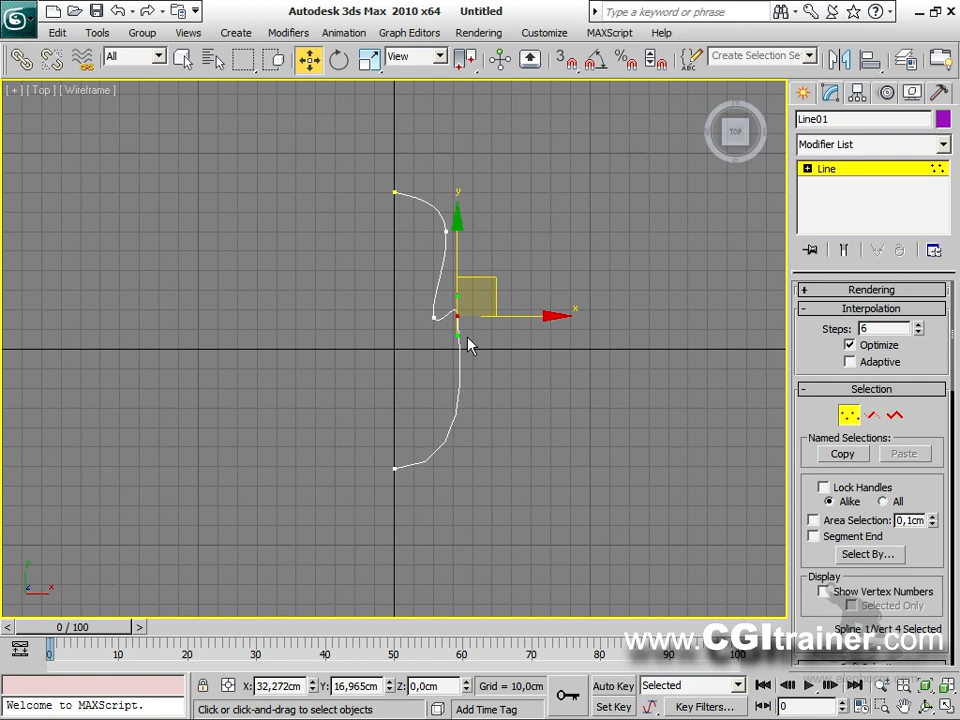 Autodesk 3ds Max 2010 x64 Untitled
Type a keyword or phrase
Edit Tools Group Views Create Modifiers Animation Graph Editors Rendering Customize MAXScript Help
All
View
3
ABC
Create Selection Se
[ + ] [ Top ] [ Wireframe ]
TOP
y
x
Line01
Modifier List
Line
- Rendering
Interpolation
Steps: 6
Optimize
Adaptive
Selection
Named Selections:
Copy Paste
Lock Handles
Alike All
Area Selection: 0,1cm
Segment End
Select By...
Display
Show Vertex Numbers
Selected Only
Spline 1/Vert 4 Selected
www.CGItrainer.com
0 / 100
0 10 20 30 40 50 60 70 80 90
X: 32,272cm Y: 16,965cm Z: 0,0cm Grid = 10,0cm
Auto Key Selected
Welcome to MAXScript.
Click or click-and-drag to select objects
Add Time Tag
Set Key Key Filters... 0